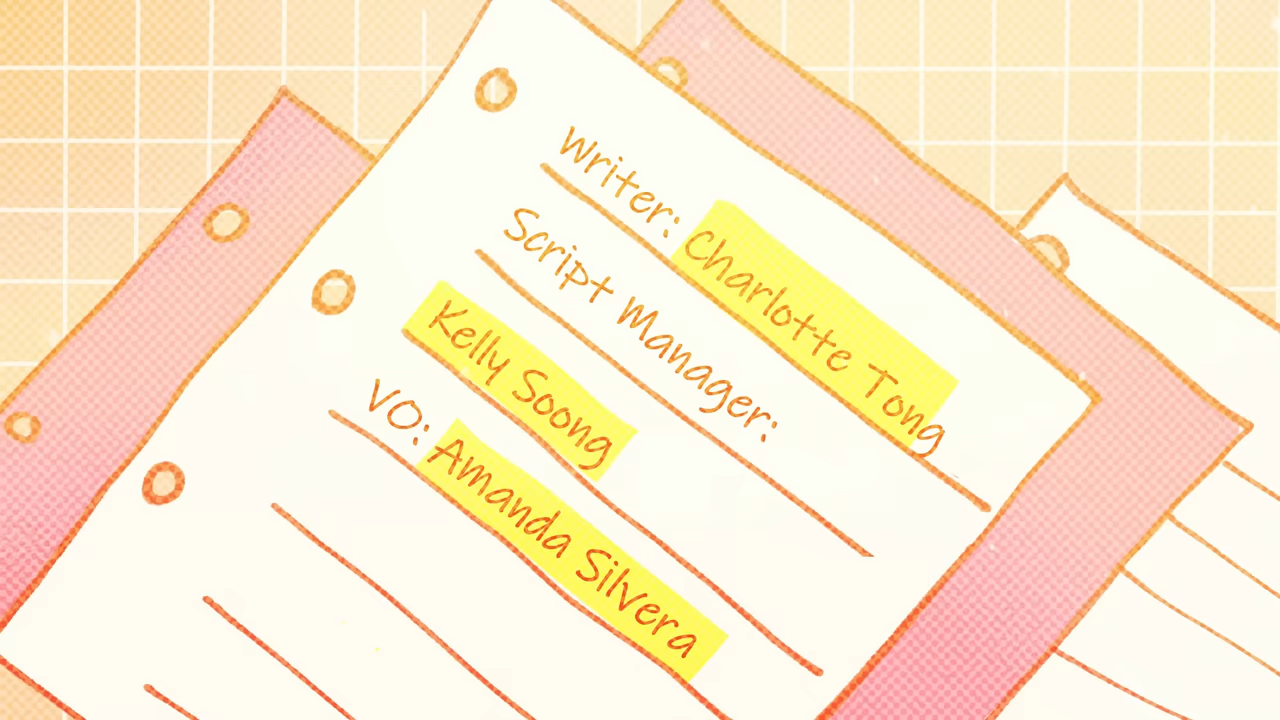 Writer: Charlotte Tong
Script Manager:
Kelly Soong
VO: Amanda Silvera